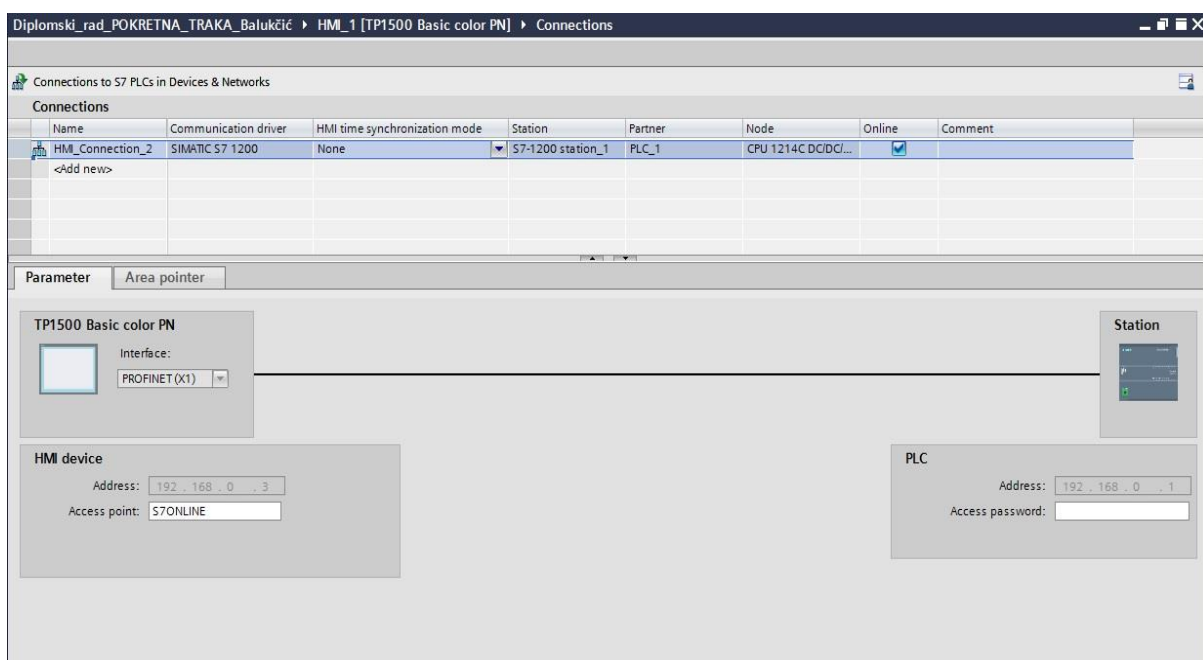 Diplomski_rad_POKRETNA_TRAKA_Balukčić ▸ HMI_1 [TP1500 Basic color PN] ▸ Connections
Connections to S7 PLCs in Devices & Networks
Connections
Name Communication driver HMI time synchronization mode Station Partner Node Online Comment
HMI_Connection_2 SIMATIC S7 1200 None S7-1200 station_1 PLC_1 CPU 1214C DC/DC/...
<Add new>
Parameter Area pointer
TP1500 Basic color PN Station
Interface:
PROFINET (X1)
HMI device PLC
Address: 192 . 168 . 0 . 3 Address: 192 . 168 . 0 . 1
Access point: S7ONLINE Access password: